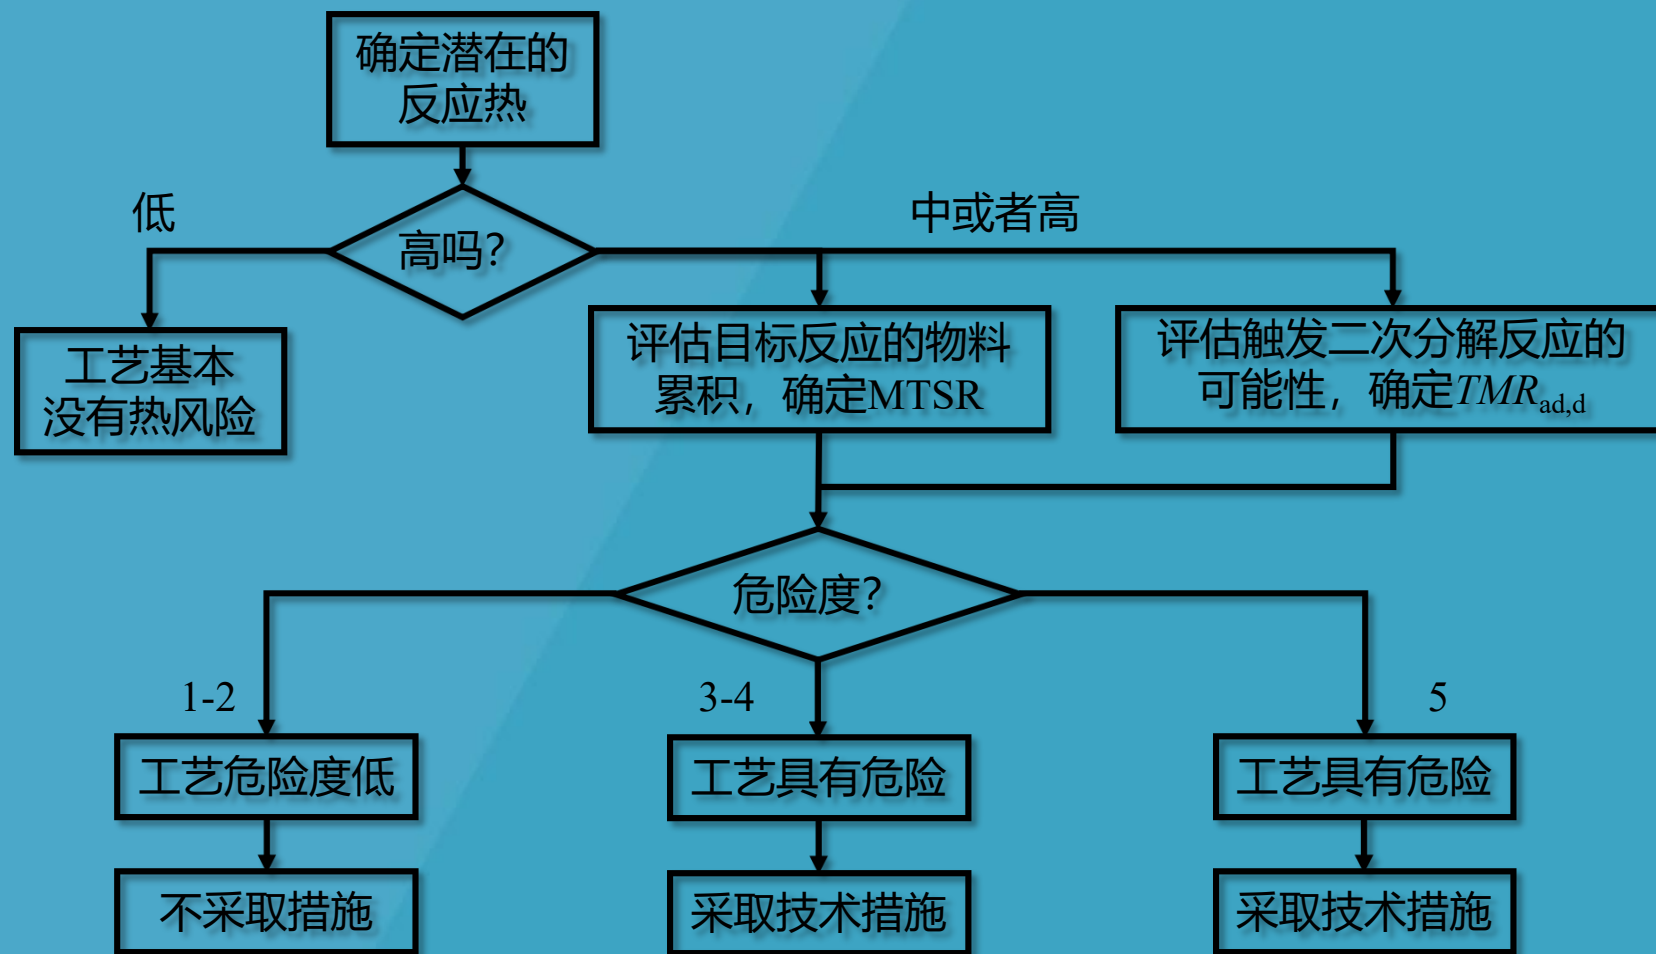 确定潜在的
反应热
低
高吗?
中或者高
工艺基本
没有热风险
评估目标反应的物料
累积，确定MTSR
评估触发二次分解反应的
可能性，确定TMRad,d
危险度?
1-2
3-4
5
工艺危险度低
工艺具有危险
工艺具有危险
不采取措施
采取技术措施
采取技术措施